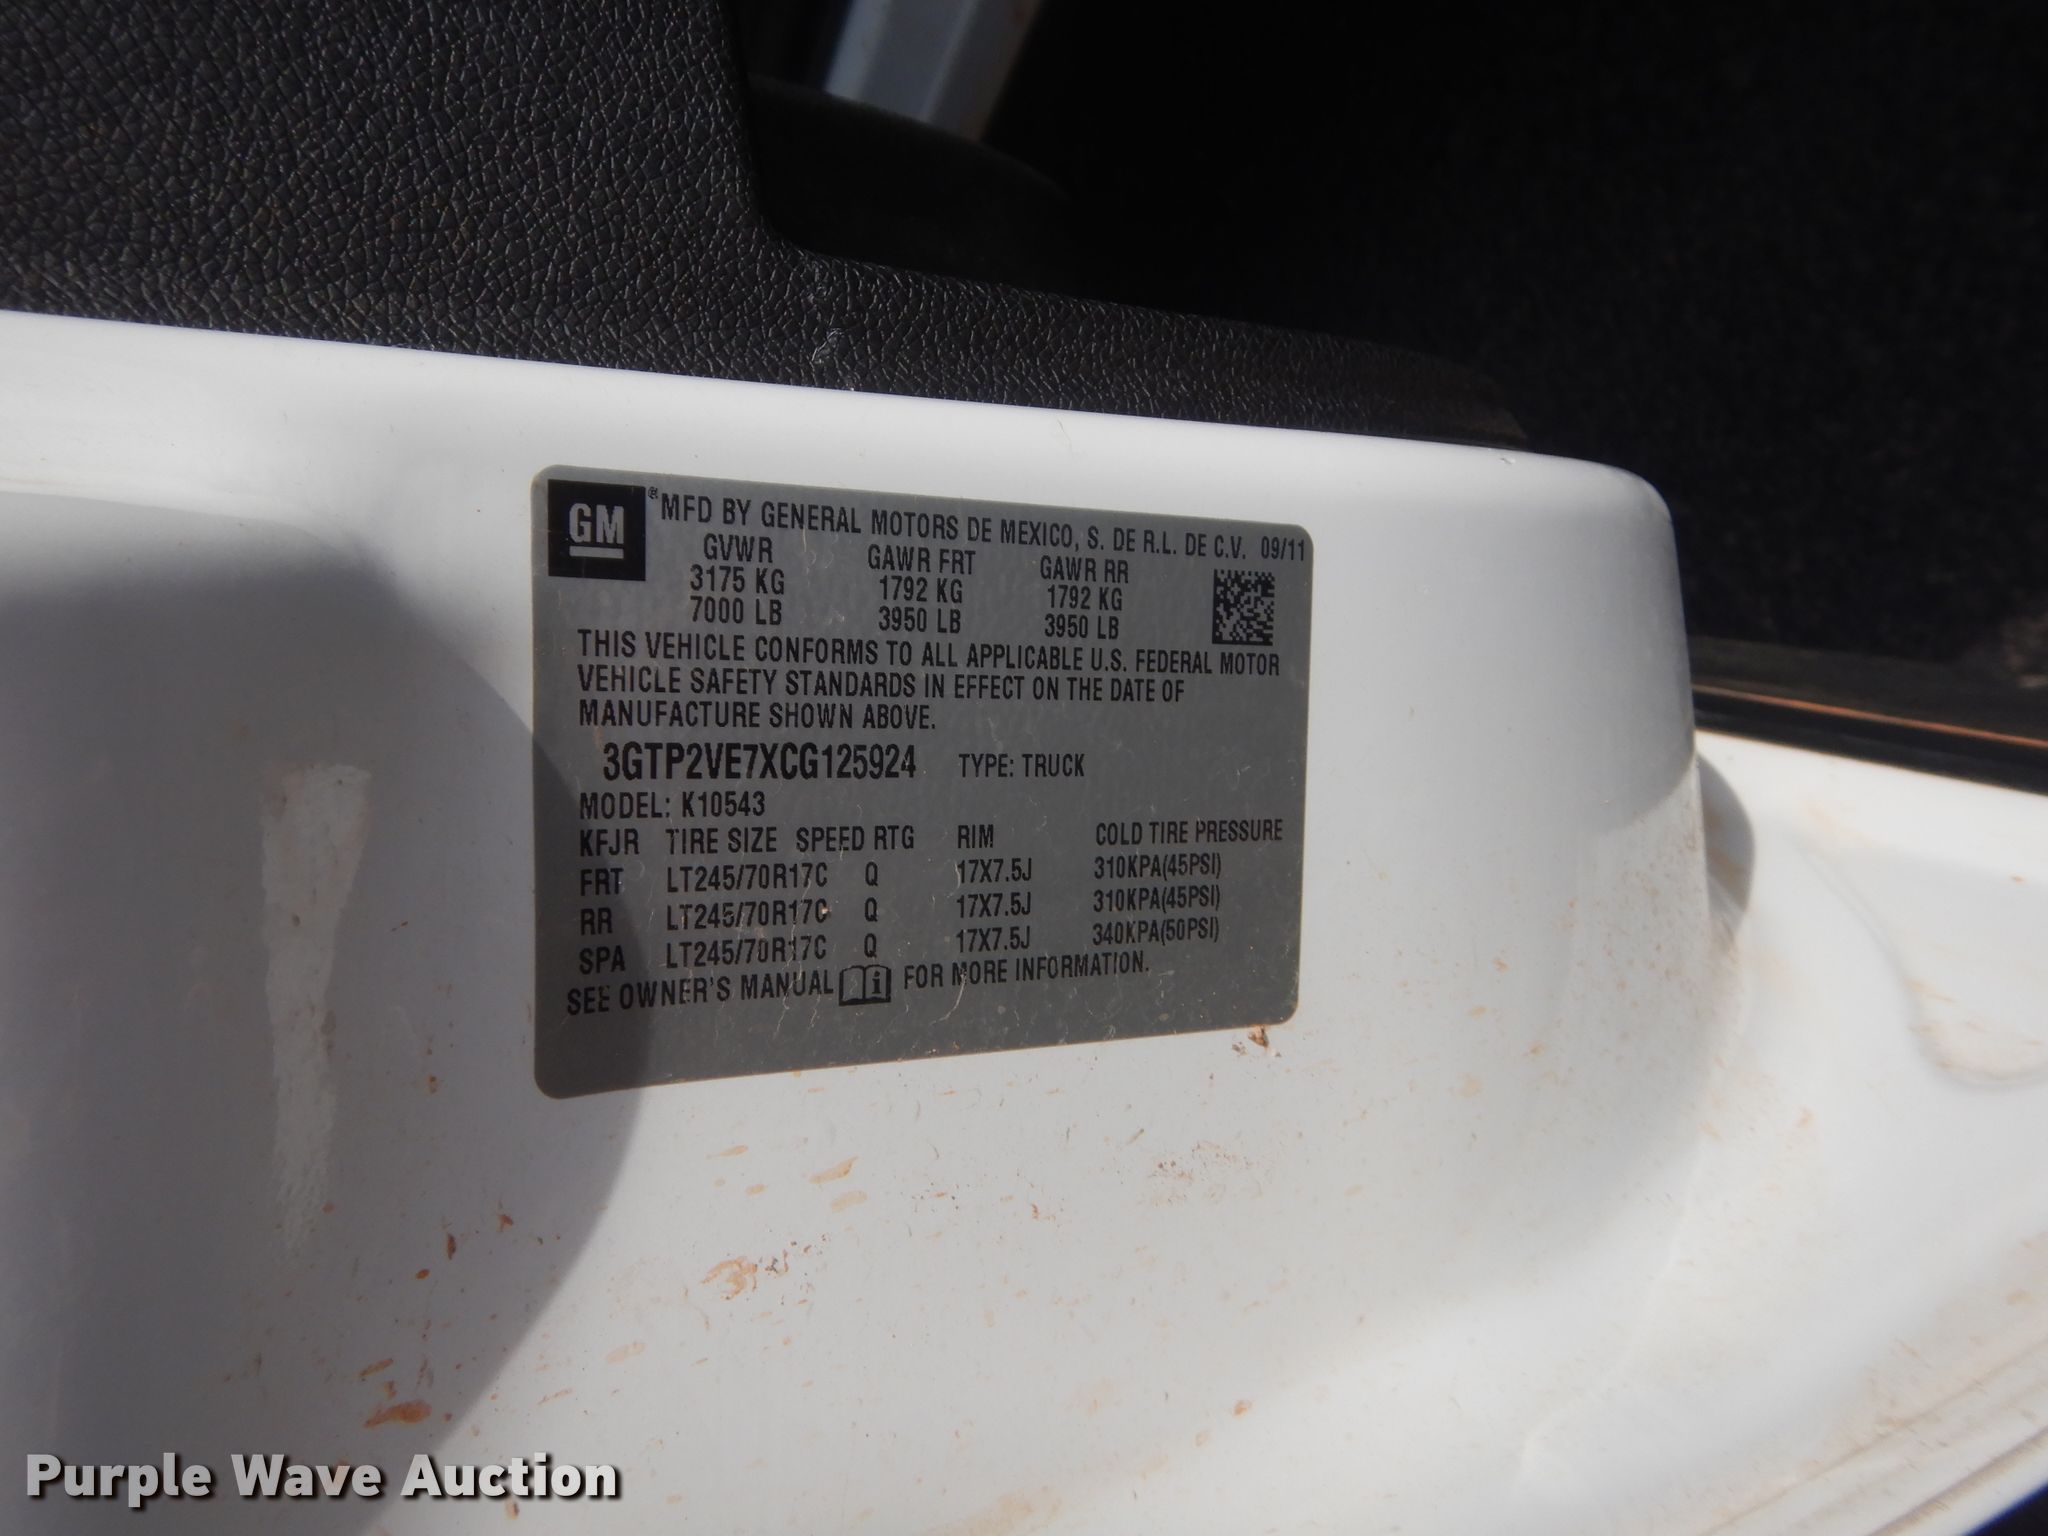 GM® MFD BY GENERAL MOTORS DE MEXICO, S. DE R.L. DE C.V. 09/11
GVWR GAWR FRT GAWR RR
3175 KG 1792 KG 1792 KG
7000 LB 3950 LB 3950 LB
THIS VEHICLE CONFORMS TO ALL APPLICABLE U.S. FEDERAL MOTOR
VEHICLE SAFETY STANDARDS IN EFFECT ON THE DATE OF
MANUFACTURE SHOWN ABOVE.
3GTP2VE7XCG125924 TYPE: TRUCK
MODEL: K10543
KFJR TIRE SIZE SPEED RTG RIM COLD TIRE PRESSURE
FRT LT245/70R17C Q 17X7.5J 310KPA(45PSI)
RR LT245/70R17C Q 17X7.5J 310KPA(45PSI)
SPA LT245/70R17C Q 17X7.5J 340KPA(50PSI)
SEE OWNER'S MANUAL FOR MORE INFORMATION.
Purple Wave Auction